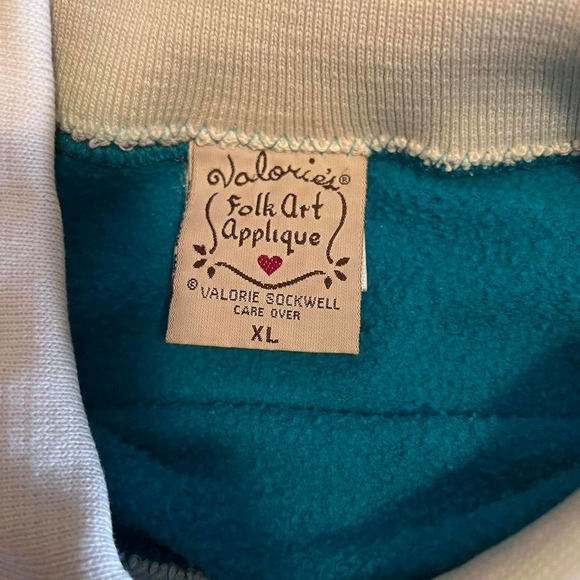 Valorie's®
Folk Art
Applique
© VALORIE SOCKWELL
CARE OVER
XL